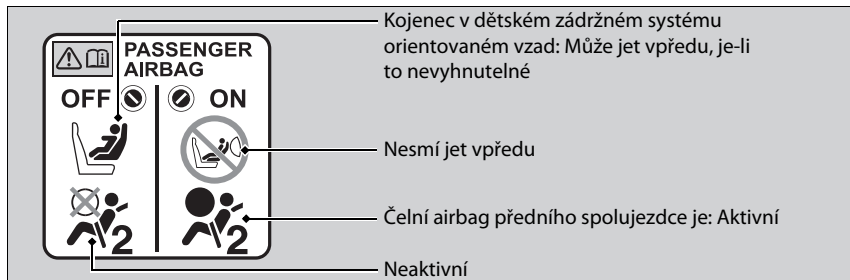 PASSENGER
AIRBAG
OFF
ON
2
2
Kojenec v dětském zádržném systému
orientovaném vzad: Může jet vpředu, je-li
to nevyhnutelné
Nesmí jet vpředu
Čelní airbag předního spolujezdce je: Aktivní
Neaktivní